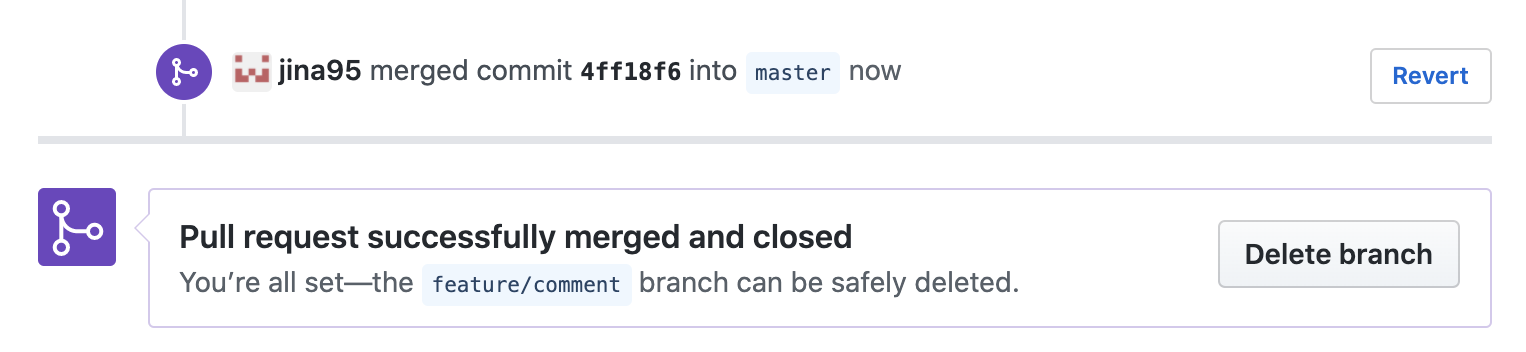 jina95 merged commit 4ff18f6 into master now
Revert
Pull request successfully merged and closed
You’re all set—the feature/comment branch can be safely deleted.
Delete branch